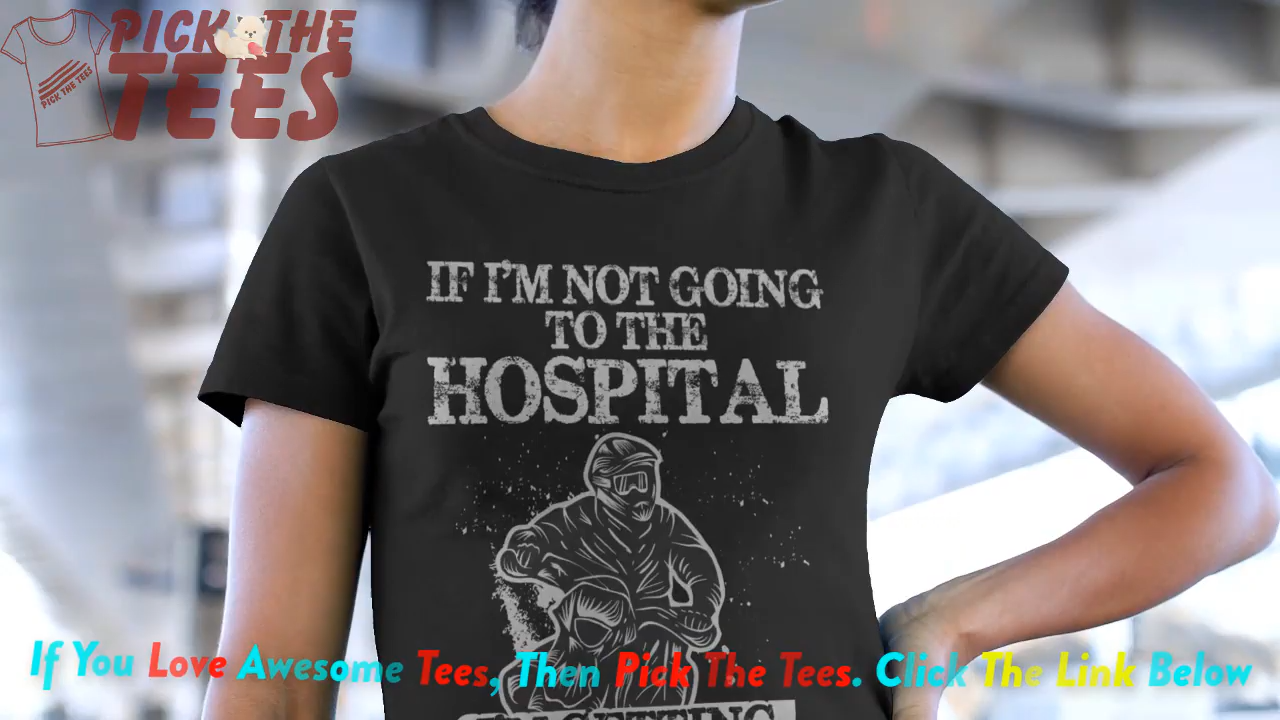 PICK THE
TEES
PICK THE TEES
IF I'M NOT GOING
TO THE
HOSPITAL
I'M GETTING
If You Love Awesome Tees, Then Pick The Tees. Click The Link Below